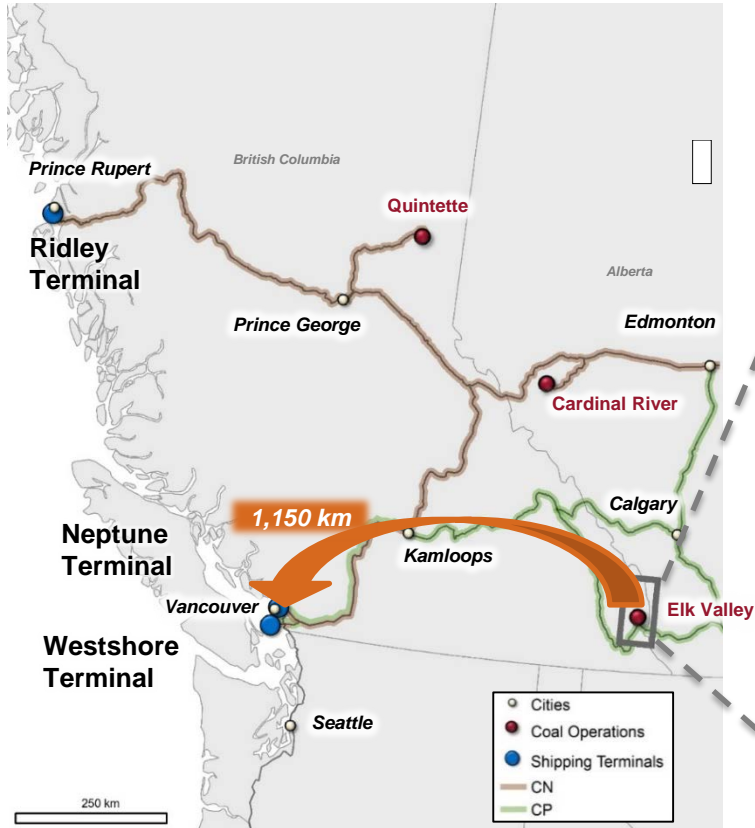 British Columbia
Prince Rupert
Quintette
Ridley
Terminal
Alberta
Prince George
Edmonton
Cardinal River
1,150 km
Calgary
Neptune
Terminal
Kamloops
Vancouver
Elk Valley
Westshore
Terminal
Seattle
Cities
Coal Operations
Shipping Terminals
CN
CP
250 km